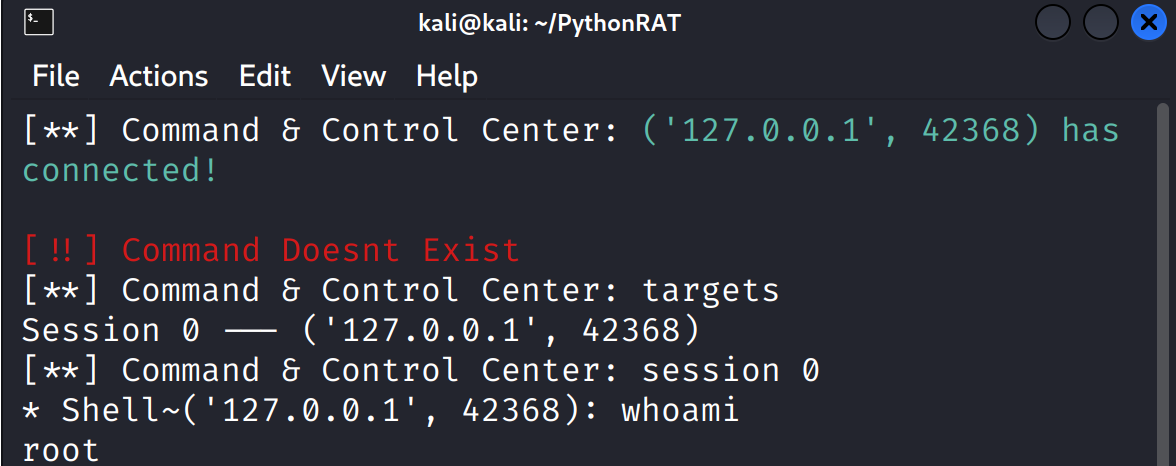 kali@kali: ~/PythonRAT
File Actions Edit View Help
[**] Command & Control Center: ('127.0.0.1', 42368) has
connected!
[!!] Command Doesnt Exist
[**] Command & Control Center: targets
Session 0 --- ('127.0.0.1', 42368)
[**] Command & Control Center: session 0
* Shell~('127.0.0.1', 42368): whoami
root